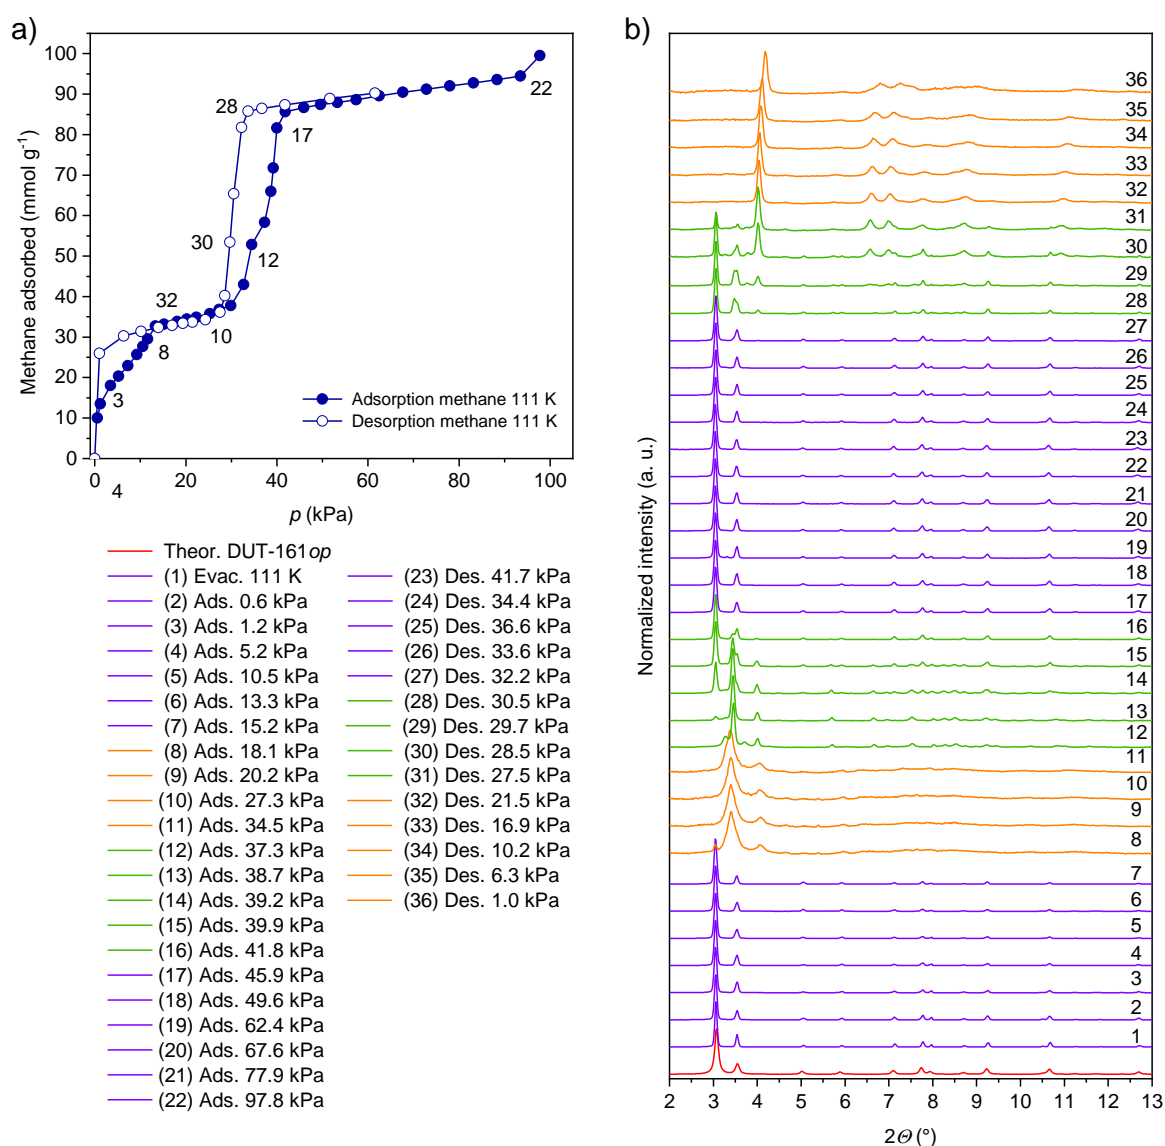 a)
100
90
80
70
60
50
40
30
20
10
0
Methane adsorbed (mmol g⁻¹)
28
22
17
30
12
32
10
8
3
4
Adsorption methane 111 K
Desorption methane 111 K
0 20 40 60 80 100
p (kPa)
Theor. DUT-161op
(1) Evac. 111 K
(2) Ads. 0.6 kPa
(3) Ads. 1.2 kPa
(4) Ads. 5.2 kPa
(5) Ads. 10.5 kPa
(6) Ads. 13.3 kPa
(7) Ads. 15.2 kPa
(8) Ads. 18.1 kPa
(9) Ads. 20.2 kPa
(10) Ads. 27.3 kPa
(11) Ads. 34.5 kPa
(12) Ads. 37.3 kPa
(13) Ads. 38.7 kPa
(14) Ads. 39.2 kPa
(15) Ads. 39.9 kPa
(16) Ads. 41.8 kPa
(17) Ads. 45.9 kPa
(18) Ads. 49.6 kPa
(19) Ads. 62.4 kPa
(20) Ads. 67.6 kPa
(21) Ads. 77.9 kPa
(22) Ads. 97.8 kPa
(23) Des. 41.7 kPa
(24) Des. 34.4 kPa
(25) Des. 36.6 kPa
(26) Des. 33.6 kPa
(27) Des. 32.2 kPa
(28) Des. 30.5 kPa
(29) Des. 29.7 kPa
(30) Des. 28.5 kPa
(31) Des. 27.5 kPa
(32) Des. 21.5 kPa
(33) Des. 16.9 kPa
(34) Des. 10.2 kPa
(35) Des. 6.3 kPa
(36) Des. 1.0 kPa
b)
Normalized intensity (a. u.)
36
35
34
33
32
31
30
29
28
27
26
25
24
23
22
21
20
19
18
17
16
15
14
13
12
11
10
9
8
7
6
5
4
3
2
1
2 3 4 5 6 7 8 9 10 11 12 13
2Θ (°)